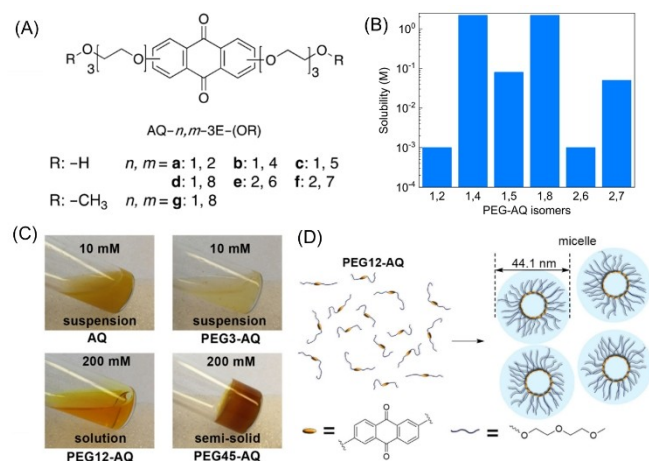 (A)
O
R O O O O R
3 3
O
AQ–n,m–3E–(OR)
R: –H n, m = a: 1, 2 b: 1, 4 c: 1, 5
d: 1, 8 e: 2, 6 f: 2, 7
R: –CH3 n, m = g: 1, 8
(B)
Solubility (M)
10⁰
10⁻¹
10⁻²
10⁻³
10⁻⁴
1,2 1,4 1,5 1,8 2,6 2,7
PEG-AQ isomers
(C)
10 mM
suspension
AQ
10 mM
suspension
PEG3-AQ
200 mM
solution
PEG12-AQ
200 mM
semi-solid
PEG45-AQ
(D)
PEG12-AQ
micelle
44.1 nm
=
O
O
=
O O O